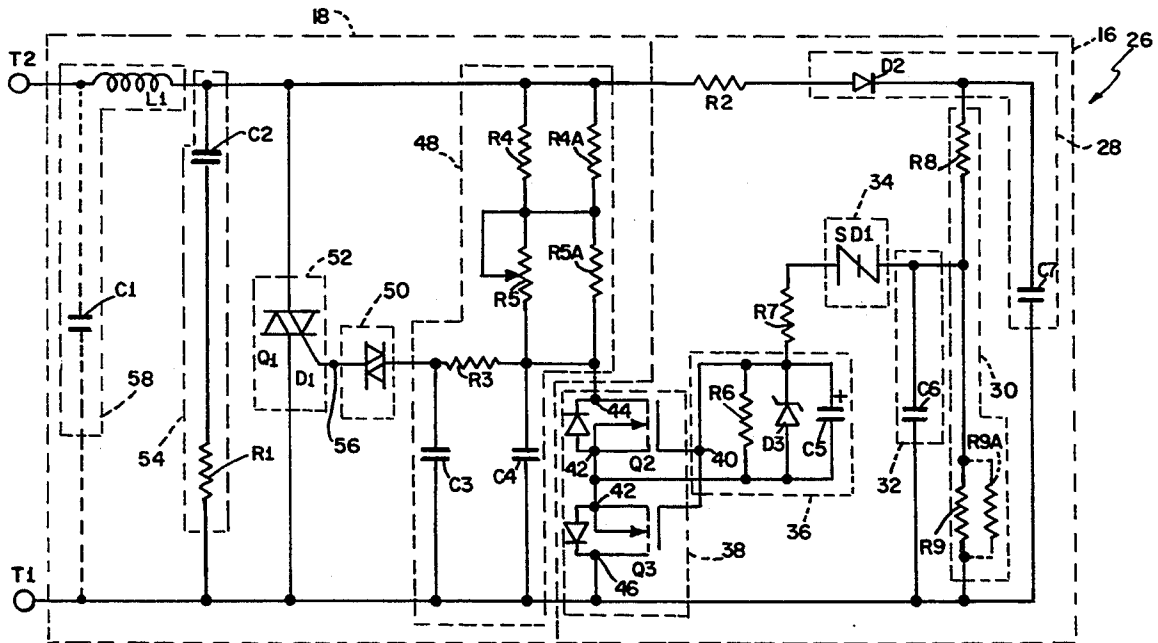 18
T2
L1
C2
48
R4
R4A
R2
D2
16
26
28
R8
34
SD1
C7
52
C1
50
R5
R5A
R7
Q1
D1
R3
58
56
44
R6
D3
C5
+
C6
30
54
R1
C3
C4
42
Q2
40
R9A
32
42
36
R9
38
Q3
46
T1